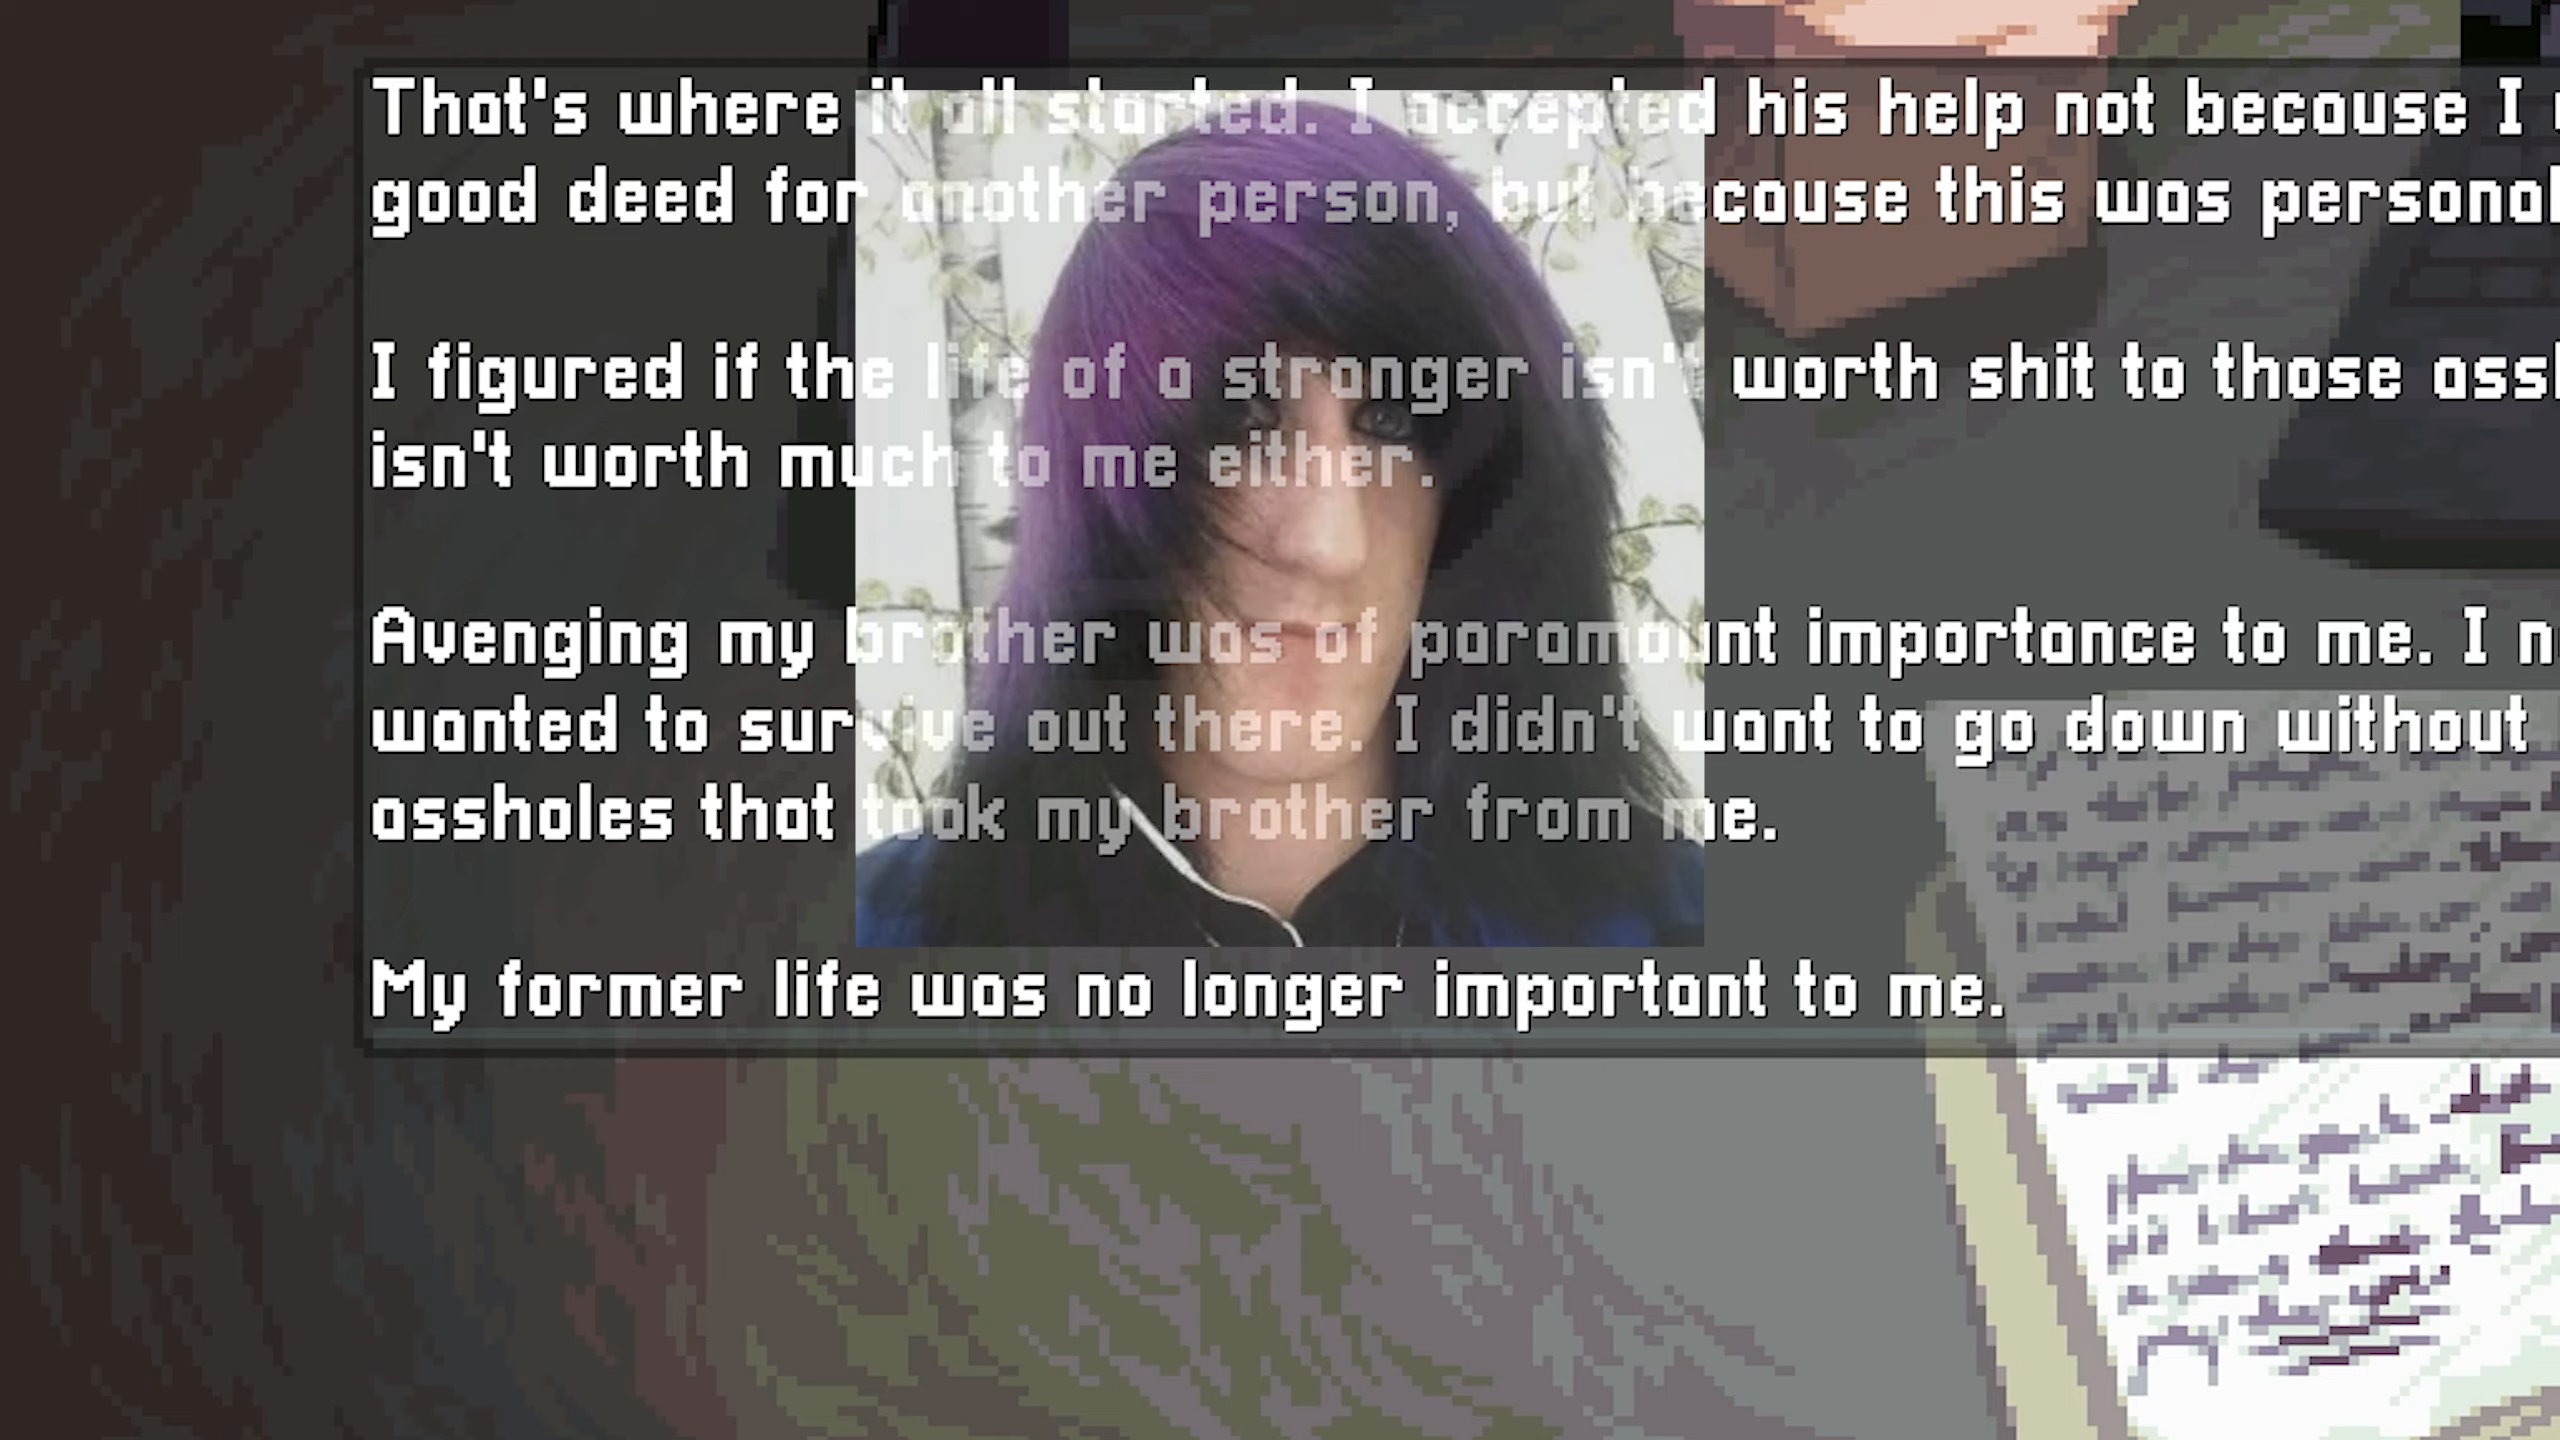 That's where it all started. I accepted his help not because I
good deed for another person, but because this was personal
I figured if the life of a stranger isn't worth shit to those
isn't worth much to me either.
Avenging my brother was of paramount importance to me. I
wanted to survive out there. I didn't want to go down without
assholes that took my brother from me.
My former life was no longer important to me.